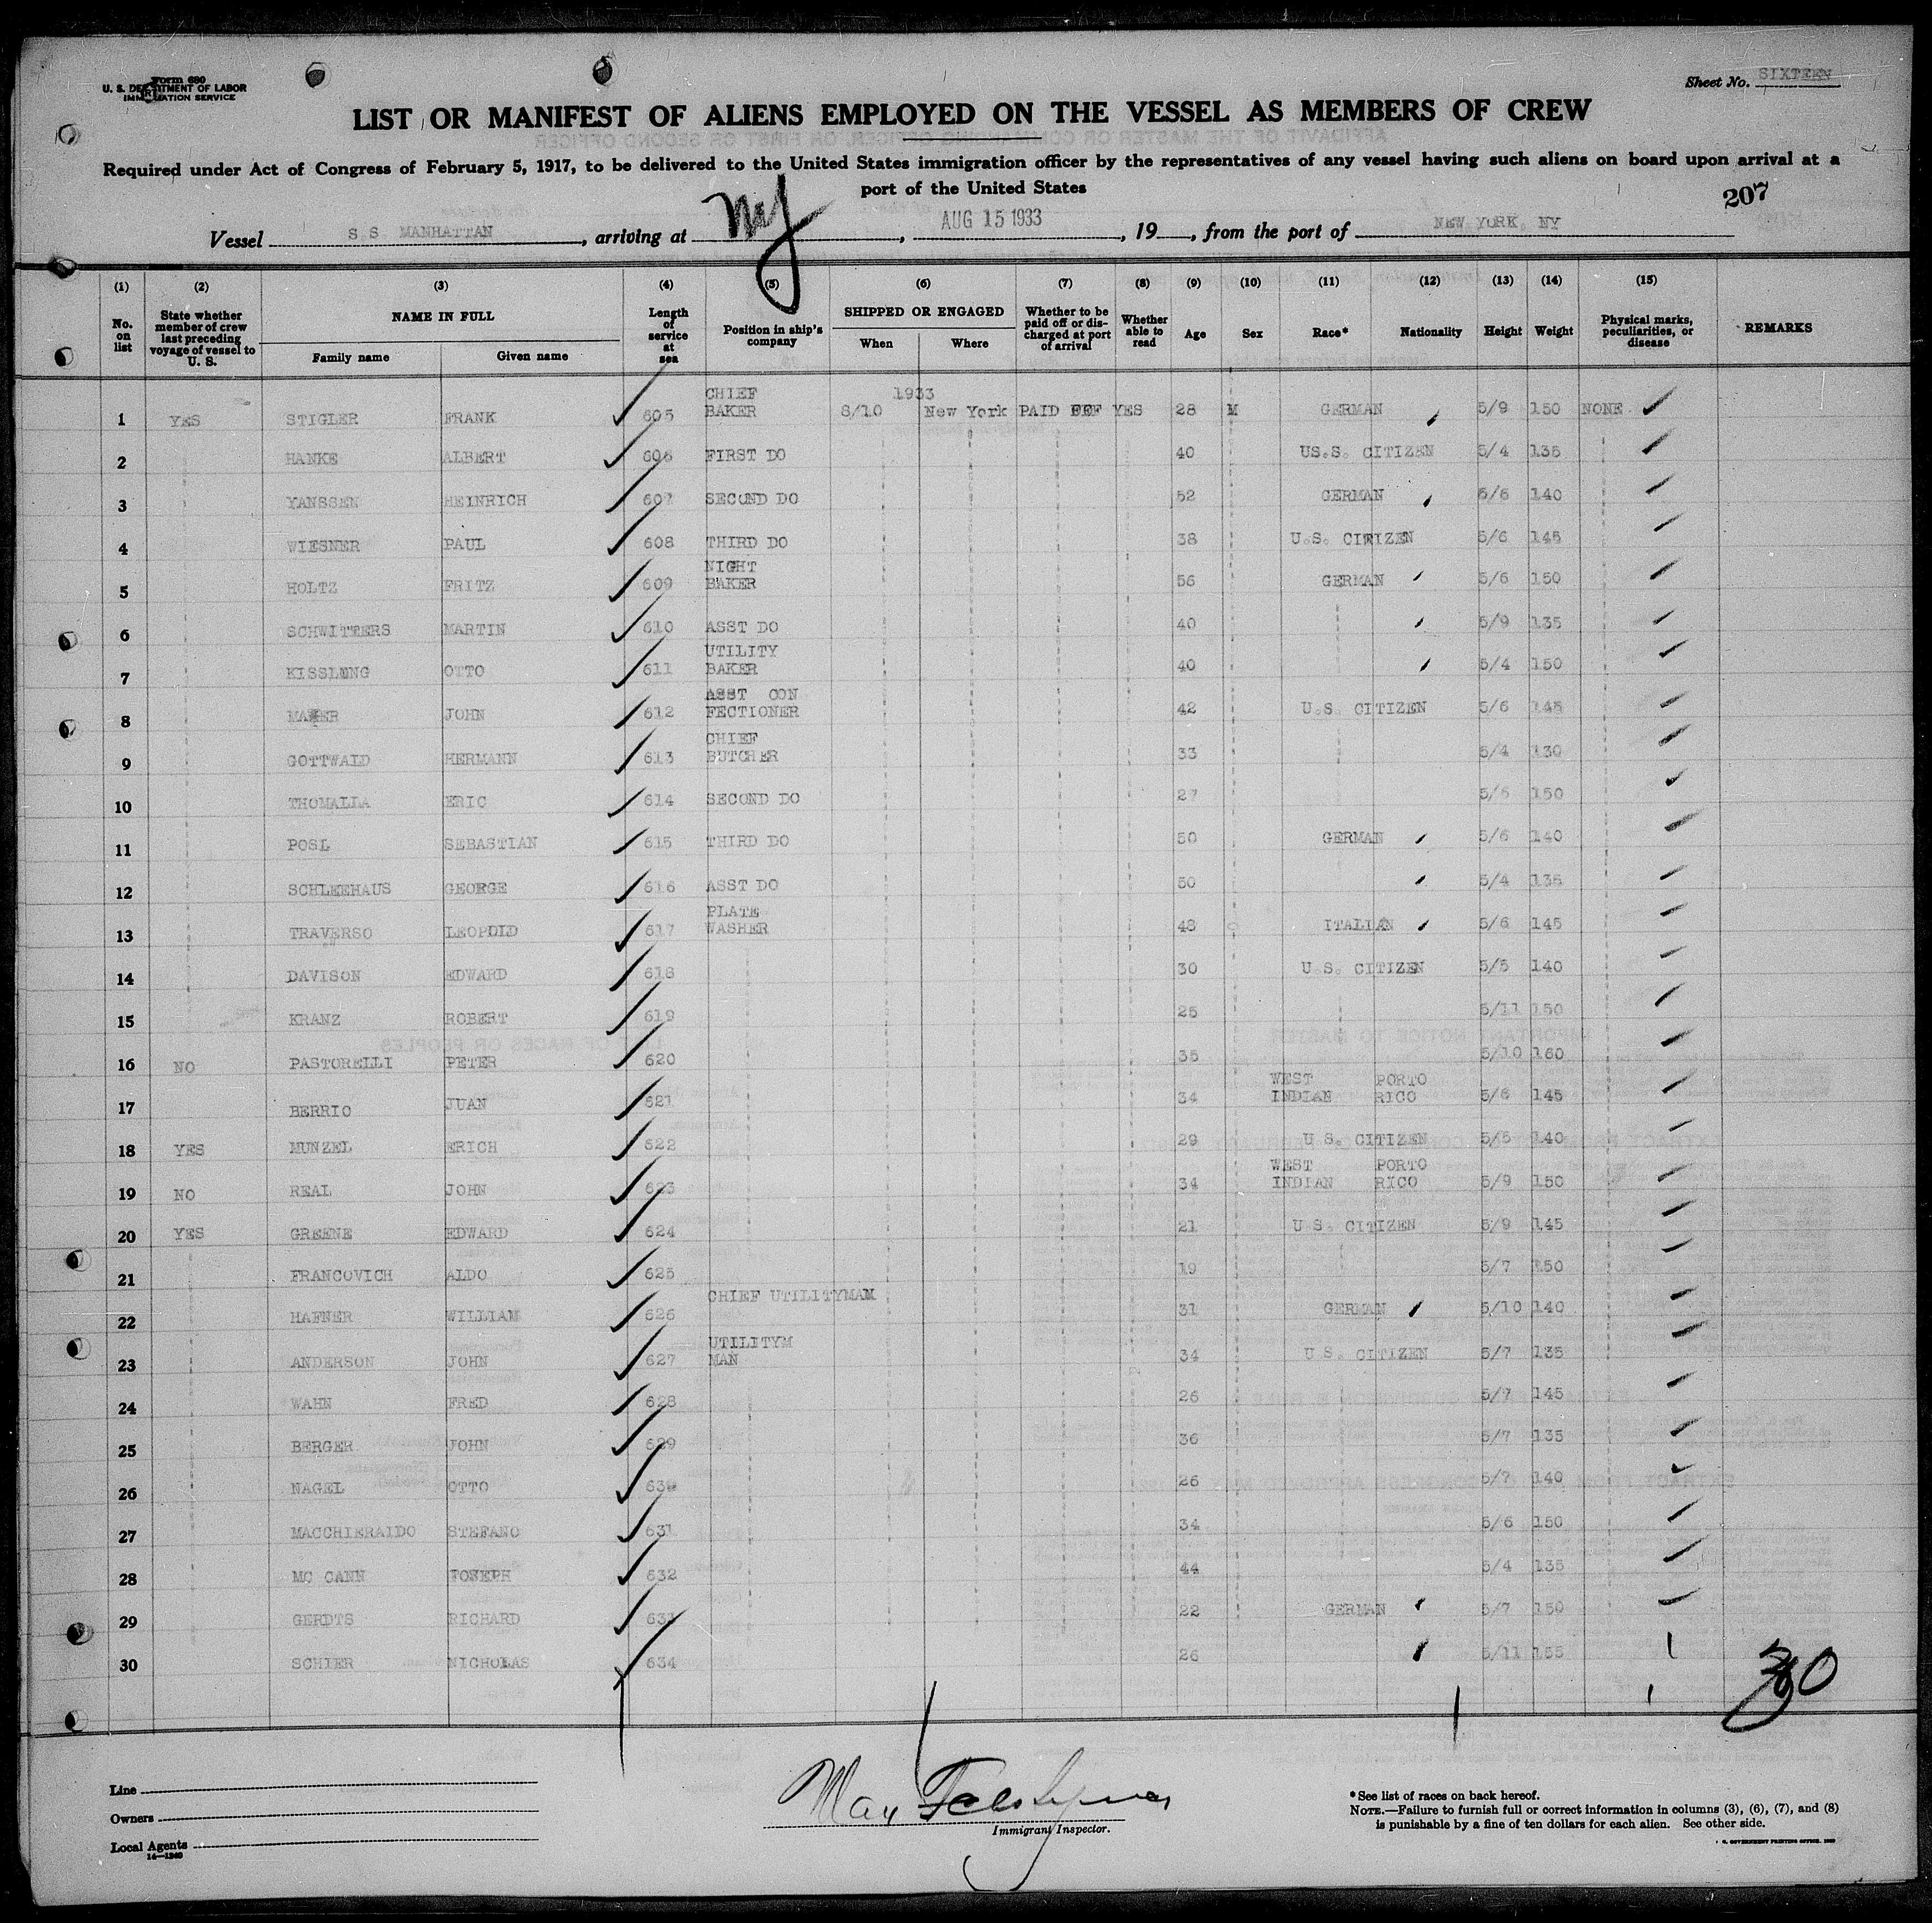 Form 680
U. S. DEPARTMENT OF LABOR
IMMIGRATION SERVICE
Sheet No. SIXTEEN
LIST OR MANIFEST OF ALIENS EMPLOYED ON THE VESSEL AS MEMBERS OF CREW
Required under Act of Congress of February 5, 1917, to be delivered to the United States immigration officer by the representatives of any vessel having such aliens on board upon arrival at a
port of the United States
207
Vessel S S MANHATTAN, arriving at NY, AUG 15 1933, 19, from the port of NEW YORK, NY
(1) (2) (3) (4) (5) (6) (7) (8) (9) (10) (11) (12) (13) (14) (15)
No. on list State whether member of crew last preceding voyage of vessel to U. S. NAME IN FULL Family name Given name Length of service at sea Position in ship's company SHIPPED OR ENGAGED When Where Whether to be paid off or discharged at port of arrival Whether able to read Age Sex Race* Nationality Height Weight Physical marks, peculiarities, or disease REMARKS
CHIEF 1933
1 YES STIGLER FRANK 605 BAKER 8/10 New York PAID OFF YES 28 M GERMAN 5/9 150 NONE
2 HANKE ALBERT 606 FIRST DO 40 US.S. CITIZEN 5/4 135
3 YANSSEN HEINRICH 607 SECOND DO 52 GERMAN 5/6 140
4 WIESNER PAUL 608 THIRD DO 38 U.S. CITIZEN 5/6 145
NIGHT
5 HOLTZ FRITZ 609 BAKER 56 GERMAN 5/6 150
6 SCHWITTERS MARTIN 610 ASST DO 40 5/9 135
UTILITY
7 KISSLONG OTTO 611 BAKER 40 5/4 150
ASST CON
8 JOHN 612 FECTIONER 42 U.S. CITIZEN 5/6 145
CHIEF
9 GOTTWALD HERMANN 613 BUTCHER 33 5/4 130
10 THOMALLA ERIC 614 SECOND DO 27 5/6 150
11 POSL SEBASTIAN 615 THIRD DO 50 GERMAN 5/6 140
12 SCHLEEHAUS GEORGE 616 ASST DO 50 5/4 135
PLATE
13 TRAVERSO LEOPOLD 617 WASHER 48 ITALIAN 5/6 145
14 DAVISON EDWARD 618 30 U.S. CITIZEN 5/5 140
15 KRANZ ROBERT 619 25 5/11 150
16 NO PASTORELLI PETER 620 35 5/10 160
WEST PORTO
17 BERRIO JUAN 621 34 INDIAN RICO 5/6 145
18 YES MUNZEL ERICH 622 29 U S. CITIZEN 5/5 140
WEST PORTO
19 NO REAL JOHN 623 34 INDIAN RICO 5/9 150
20 YES GREENE EDWARD 624 21 U S. CITIZEN 5/9 145
21 FRANCOVICH ALDO 625 19 5/7 150
CHIEF UTILITYMAN
22 HAFNER WILLIAM 626 31 GERMAN 5/10 140
UTILITYM
23 ANDERSON JOHN 627 MAN 34 U S. CITIZEN 5/7 135
24 WAHN FRED 628 26 5/7 145
25 BERGER JOHN 629 36 5/7 135
26 NAGEL OTTO 630 26 5/7 140
27 MACCHIERAIDO STEFANO 631 34 5/6 150
28 MC CANN JOSEPH 632 44 5/4 135
29 GERDTS RICHARD 633 22 GERMAN 5/7 150
30 SCHIER NICHOLAS 634 26 5/11 155
30
Line
Owners
Local Agents
14—1240
Max
Immigrant Inspector.
* See list of races on back hereof.
NOTE.—Failure to furnish full or correct information in columns (3), (6), (7), and (8)
is punishable by a fine of ten dollars for each alien. See other side.
GOVERNMENT PRINTING OFFICE